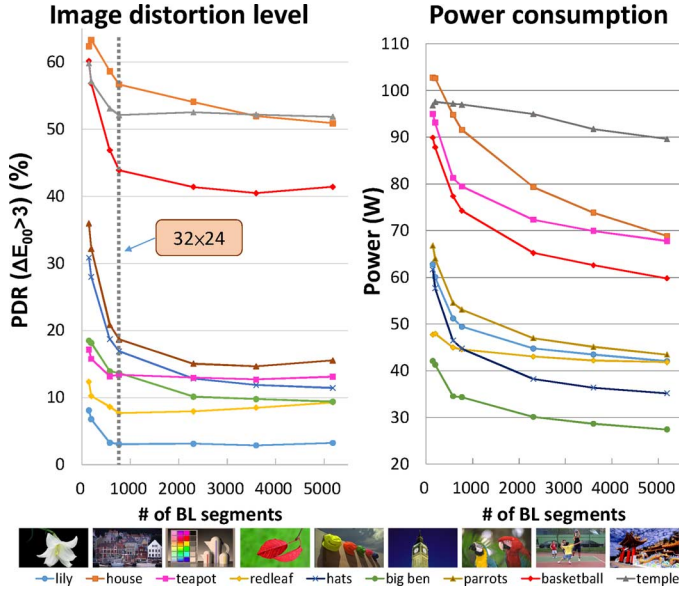 Image distortion level
Power consumption
PDR (ΔE00>3) (%)
60
50
40
30
20
10
0
32×24
0 1000 2000 3000 4000 5000
# of BL segments
Power (W)
110
100
90
80
70
60
50
40
30
20
0 1000 2000 3000 4000 5000
# of BL segments
lily house teapot redleaf hats big ben parrots basketball temple